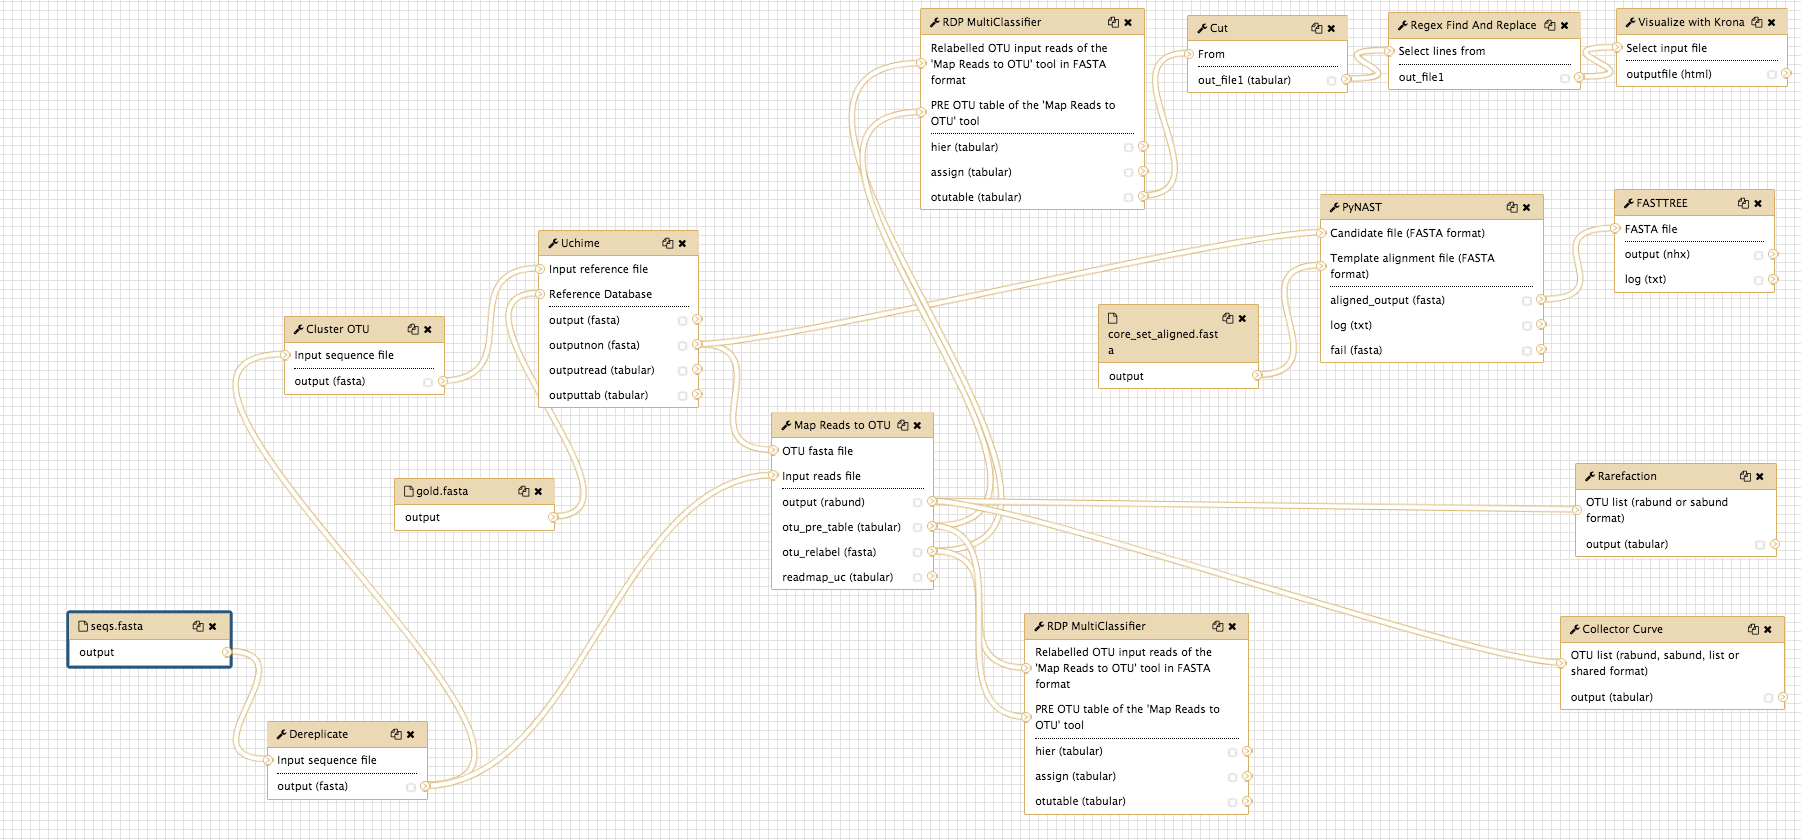 RDP MultiClassifier
Relabelled OTU input reads of the
'Map Reads to OTU' tool in FASTA
format
PRE OTU table of the 'Map Reads to
OTU' tool
hier (tabular)
assign (tabular)
otutable (tabular)
Cut
From
out_file1 (tabular)
Regex Find And Replace
Select lines from
out_file1
Visualize with Krona
Select input file
outputfile (html)
PyNAST
Candidate file (FASTA format)
Template alignment file (FASTA
format)
aligned_output (fasta)
log (txt)
fail (fasta)
FASTTREE
FASTA file
output (nhx)
log (txt)
Uchime
Input reference file
Reference Database
output (fasta)
outputnon (fasta)
outputread (tabular)
outputtab (tabular)
Cluster OTU
Input sequence file
output (fasta)
core_set_aligned.fast
a
output
gold.fasta
output
Map Reads to OTU
OTU fasta file
Input reads file
output (rabund)
otu_pre_table (tabular)
otu_relabel (fasta)
readmap_uc (tabular)
Rarefaction
OTU list (rabund or sabund
format)
output (tabular)
seqs.fasta
output
RDP MultiClassifier
Relabelled OTU input reads of the
'Map Reads to OTU' tool in FASTA
format
PRE OTU table of the 'Map Reads to
OTU' tool
hier (tabular)
assign (tabular)
otutable (tabular)
Collector Curve
OTU list (rabund, sabund, list or
shared format)
output (tabular)
Dereplicate
Input sequence file
output (fasta)